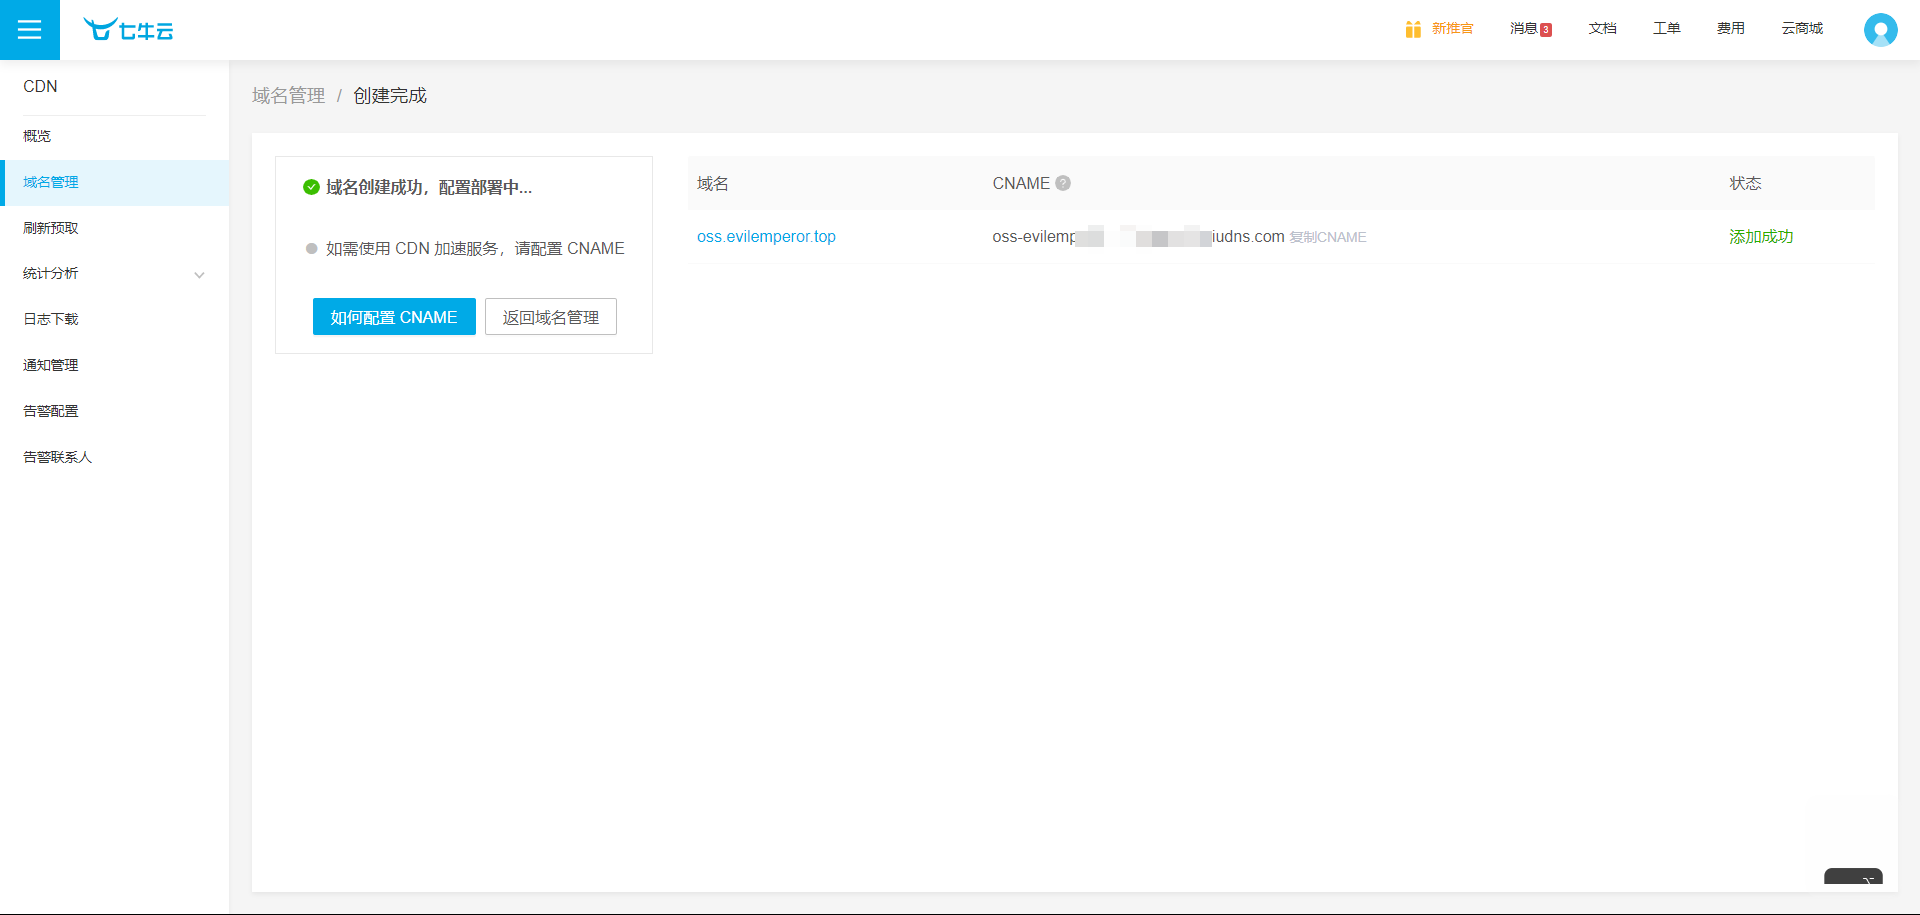 七牛云
新推官
消息 3
文档
工单
费用
云商城
CDN
概览
域名管理
刷新预取
统计分析
日志下载
通知管理
告警配置
告警联系人
域名管理 / 创建完成
域名创建成功，配置部署中...
如需使用 CDN 加速服务，请配置 CNAME
如何配置 CNAME
返回域名管理
域名 CNAME ? 状态
oss.evilemperor.top oss-evilemp iudns.com 复制CNAME 添加成功